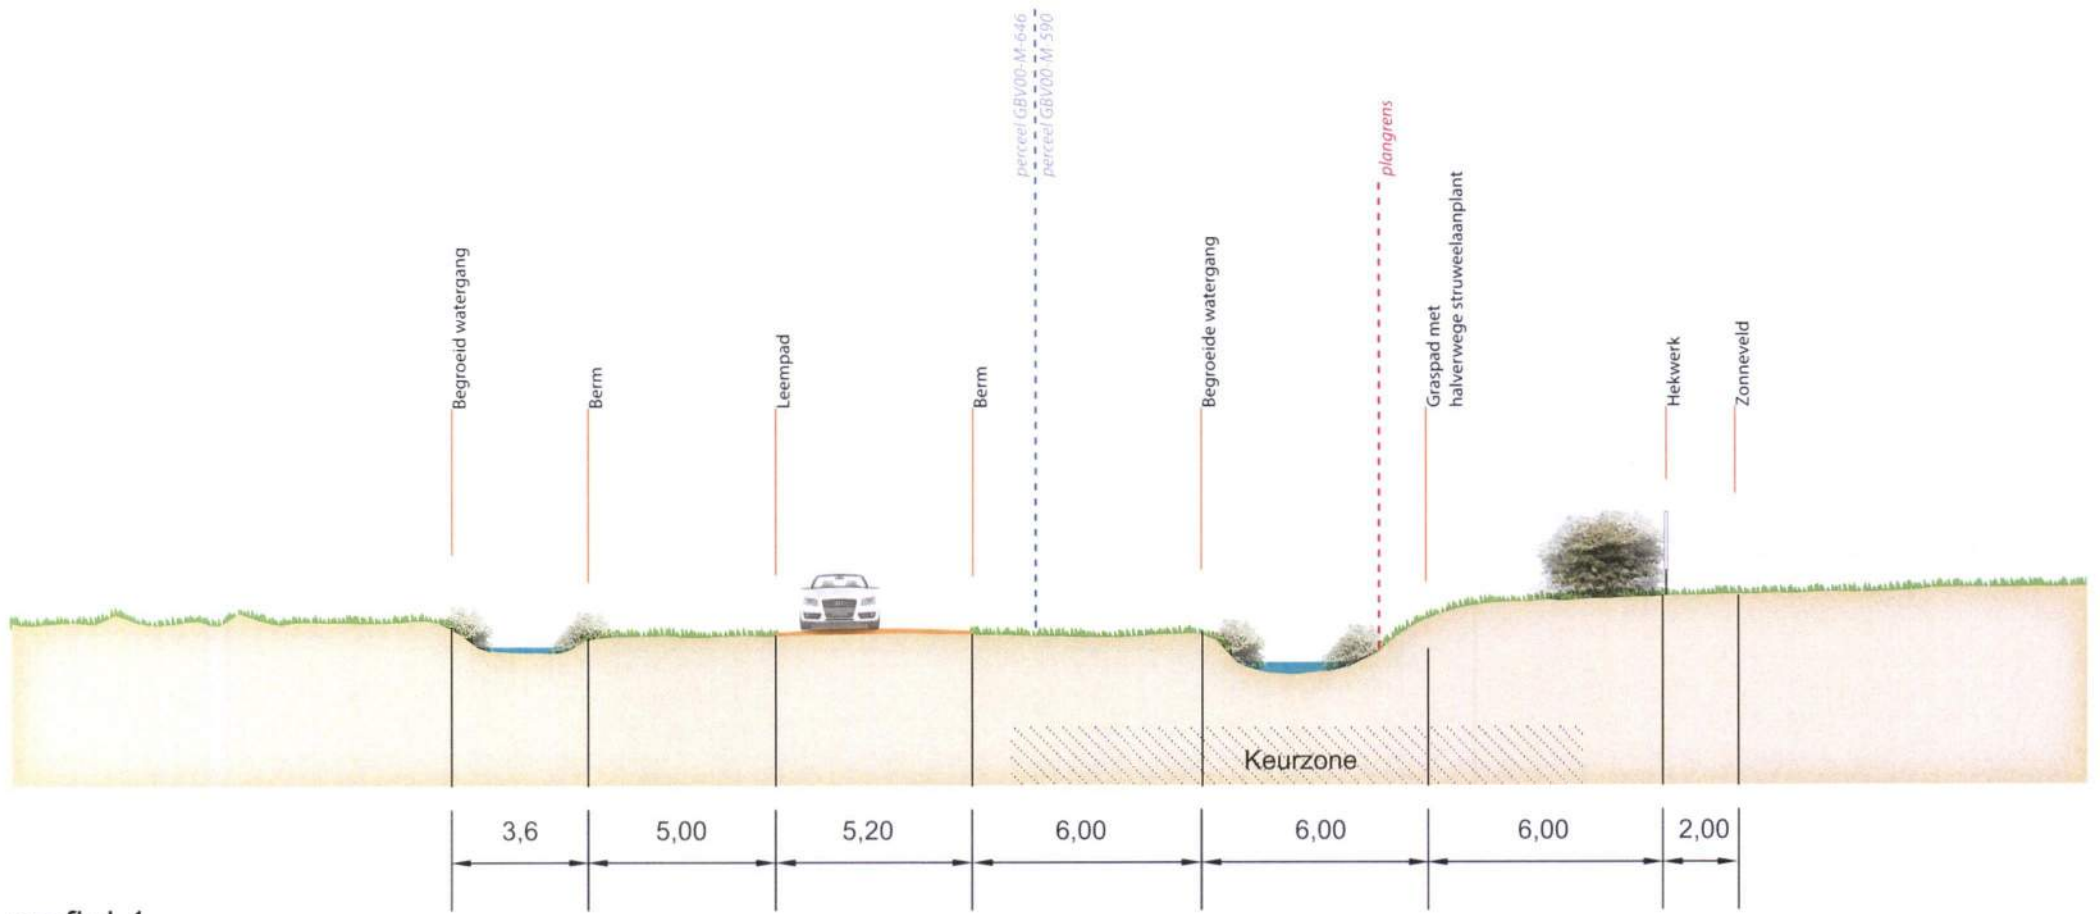 perceel GBV00-M-646
perceel GBV00-M-590
plangrens
Begroeid watergang
Berm
Leempad
Berm
Begroeide watergang
Graspad met
halverwege struweelaanplant
Hekwerk
Zonneveld
Keurzone
3,6
5,00
5,20
6,00
6,00
6,00
2,00